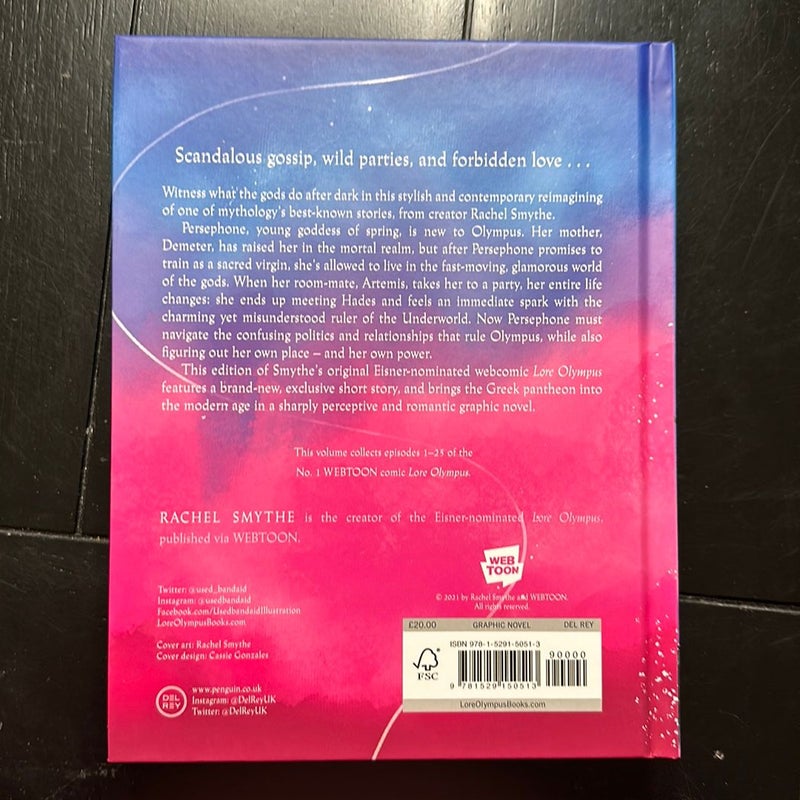 Scandalous gossip, wild parties, and forbidden love . . .
Witness what the gods do after dark in this stylish and contemporary reimagining
of one of mythology's best-known stories, from creator Rachel Smythe.
Persephone, young goddess of spring, is new to Olympus. Her mother,
Demeter, has raised her in the mortal realm, but after Persephone promises to
train as a sacred virgin, she's allowed to live in the fast-moving, glamorous world
of the gods. When her room-mate, Artemis, takes her to a party, her entire life
changes: she ends up meeting Hades and feels an immediate spark with the
charming yet misunderstood ruler of the Underworld. Now Persephone must
navigate the confusing politics and relationships that rule Olympus, while also
figuring out her own place – and her own power.
This edition of Smythe's original Eisner-nominated webcomic Lore Olympus
features a brand-new, exclusive short story, and brings the Greek pantheon into
the modern age in a sharply perceptive and romantic graphic novel.
This volume collects episodes 1–25 of the
No. 1 WEBTOON comic Lore Olympus.
RACHEL SMYTHE is the creator of the Eisner-nominated Lore Olympus,
published via WEBTOON.
WEB
TOON
Twitter: @used_bandaid
Instagram: @usedbandaid
Facebook.com/UsedbandaidIllustration
LoreOlympusBooks.com
© 2021 by Rachel Smythe and WEBTOON.
All rights reserved.
Cover art: Rachel Smythe
Cover design: Cassie Gonzales
DEL
REY
www.penguin.co.uk
Instagram: @DelReyUK
Twitter: @DelReyUK
£20.00 GRAPHIC NOVEL DEL REY
FSC
ISBN 978-1-5291-5051-3
90000
9 781529 150513
LoreOlympusBooks.com